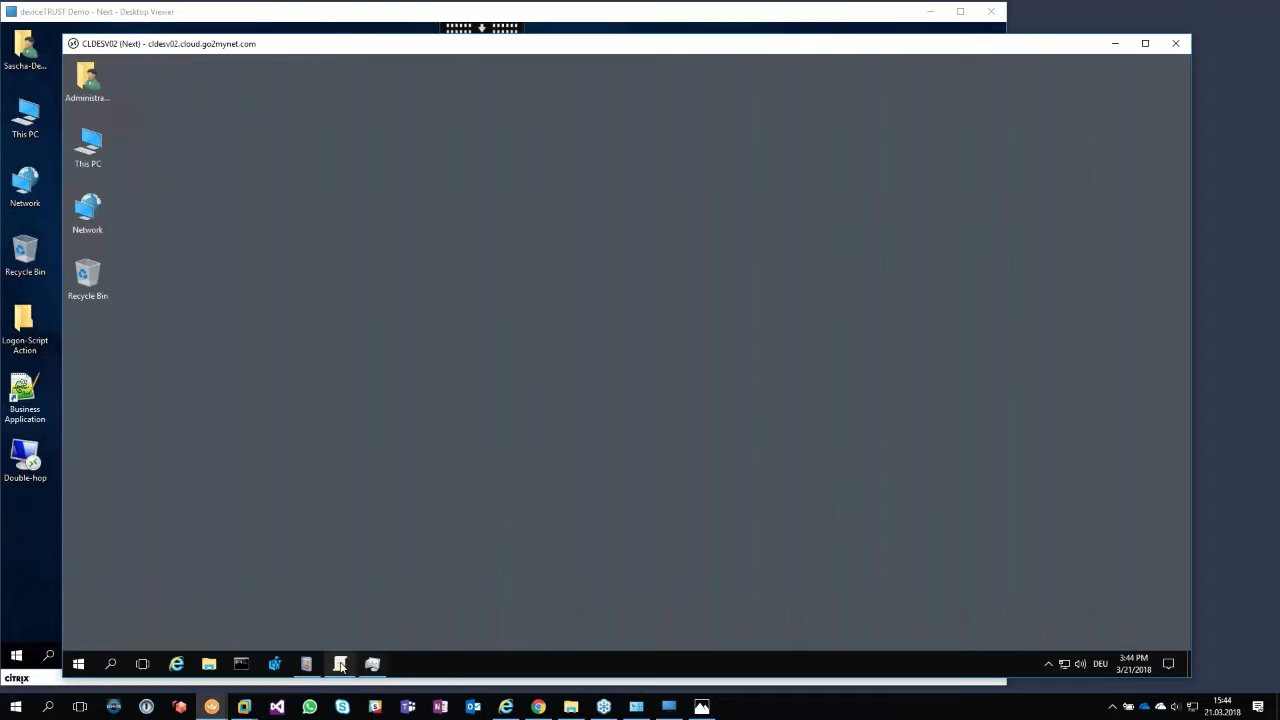 deviceTRUST Demo - Next - Desktop Viewer
CLDESV02 (Next) - cldesv02.cloud.go2mynet.com
Sascha-De...
This PC
Network
Recycle Bin
Logon-Script
Action
Business
Application
Double-hop
Administra...
This PC
Network
Recycle Bin
DEU
3:44 PM
3/21/2018
CITRIX
15:44
21.03.2018